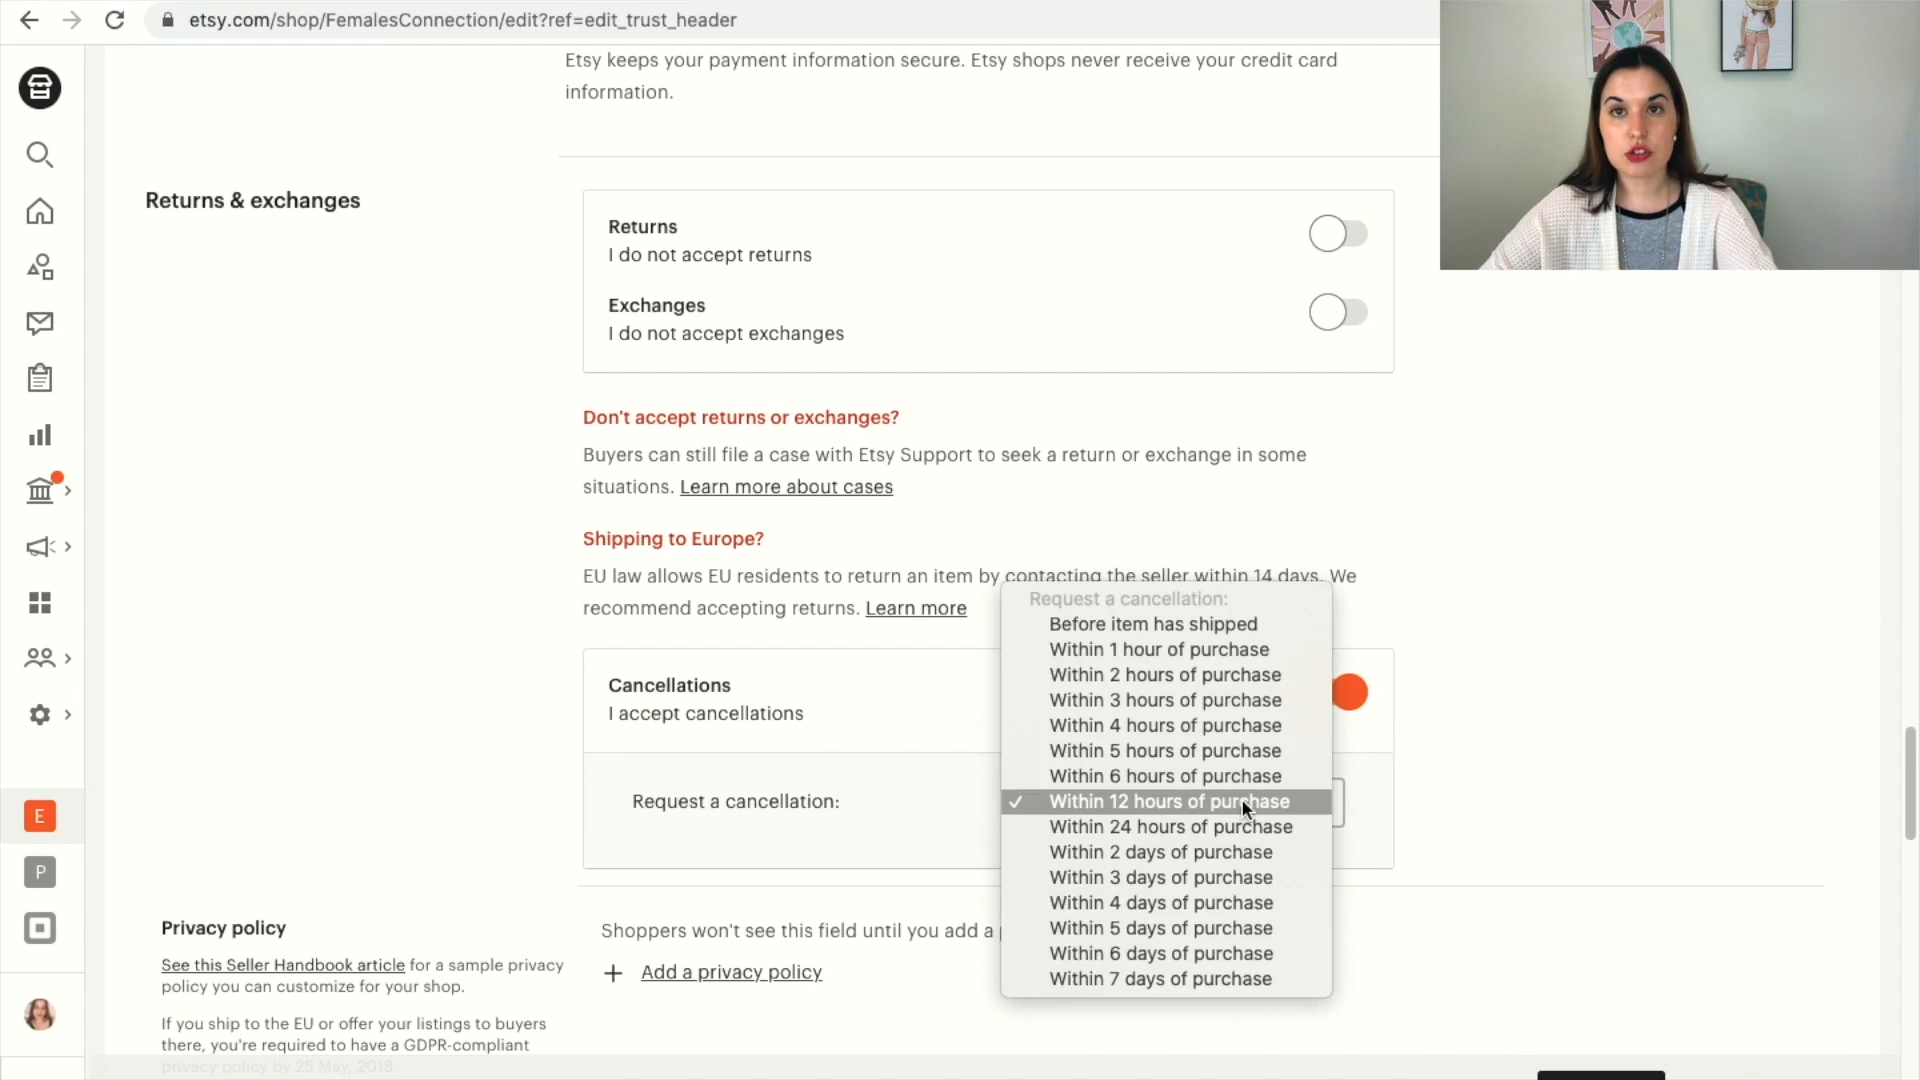 etsy.com/shop/FemalesConnection/edit?ref=edit_trust_header
Etsy keeps your payment information secure. Etsy shops never receive your credit card
information.
Returns & exchanges
Returns
I do not accept returns
Exchanges
I do not accept exchanges
Don't accept returns or exchanges?
Buyers can still file a case with Etsy Support to seek a return or exchange in some
situations. Learn more about cases
Shipping to Europe?
EU law allows EU residents to return an item by contacting the seller within 14 days. We
recommend accepting returns. Learn more
Cancellations
I accept cancellations
Request a cancellation:
Request a cancellation:
Before item has shipped
Within 1 hour of purchase
Within 2 hours of purchase
Within 3 hours of purchase
Within 4 hours of purchase
Within 5 hours of purchase
Within 6 hours of purchase
✓ Within 12 hours of purchase
Within 24 hours of purchase
Within 2 days of purchase
Within 3 days of purchase
Within 4 days of purchase
Within 5 days of purchase
Within 6 days of purchase
Within 7 days of purchase
E
P
Privacy policy
See this Seller Handbook article for a sample privacy
policy you can customize for your shop.
If you ship to the EU or offer your listings to buyers
there, you're required to have a GDPR-compliant
privacy policy by 25 May, 2018.
Shoppers won't see this field until you add a
+ Add a privacy policy